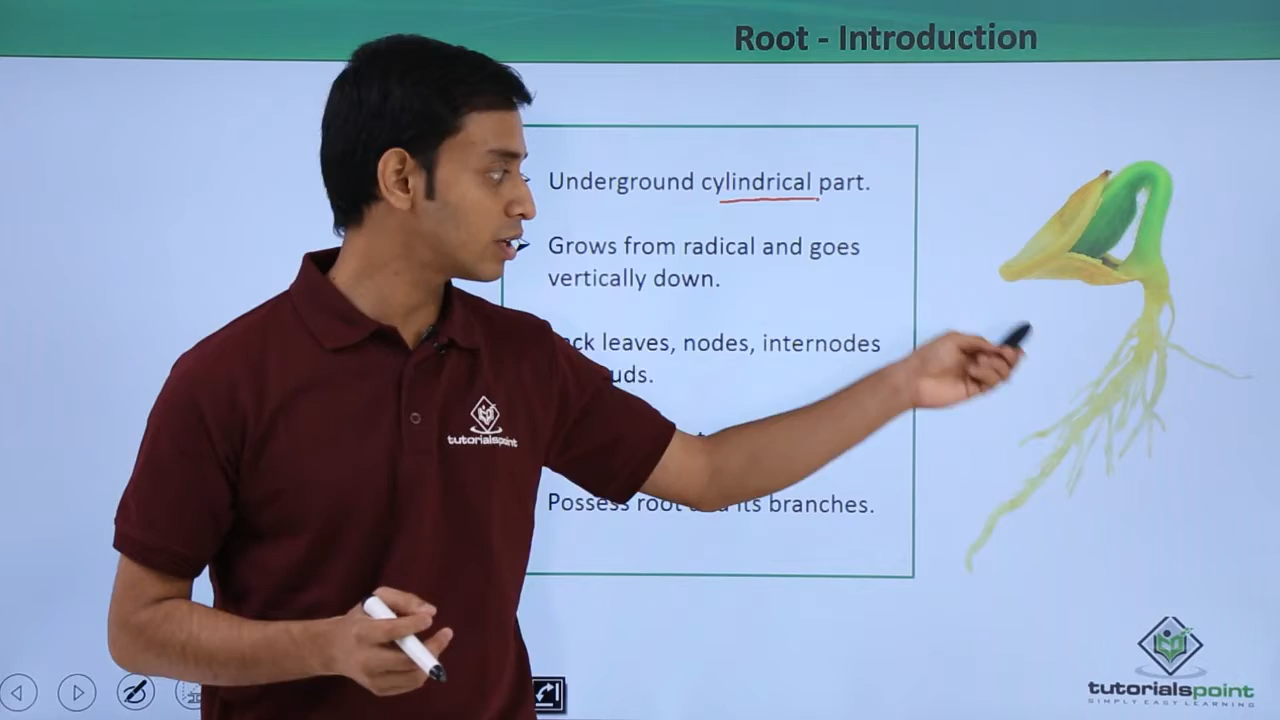 Root - Introduction
Underground cylindrical part.
Grows from radical and goes
vertically down.
leaves, nodes, internodes
Possess root its branches.
tutorialspoint
tutorialspoint
SIMPLY EASY LEARNING